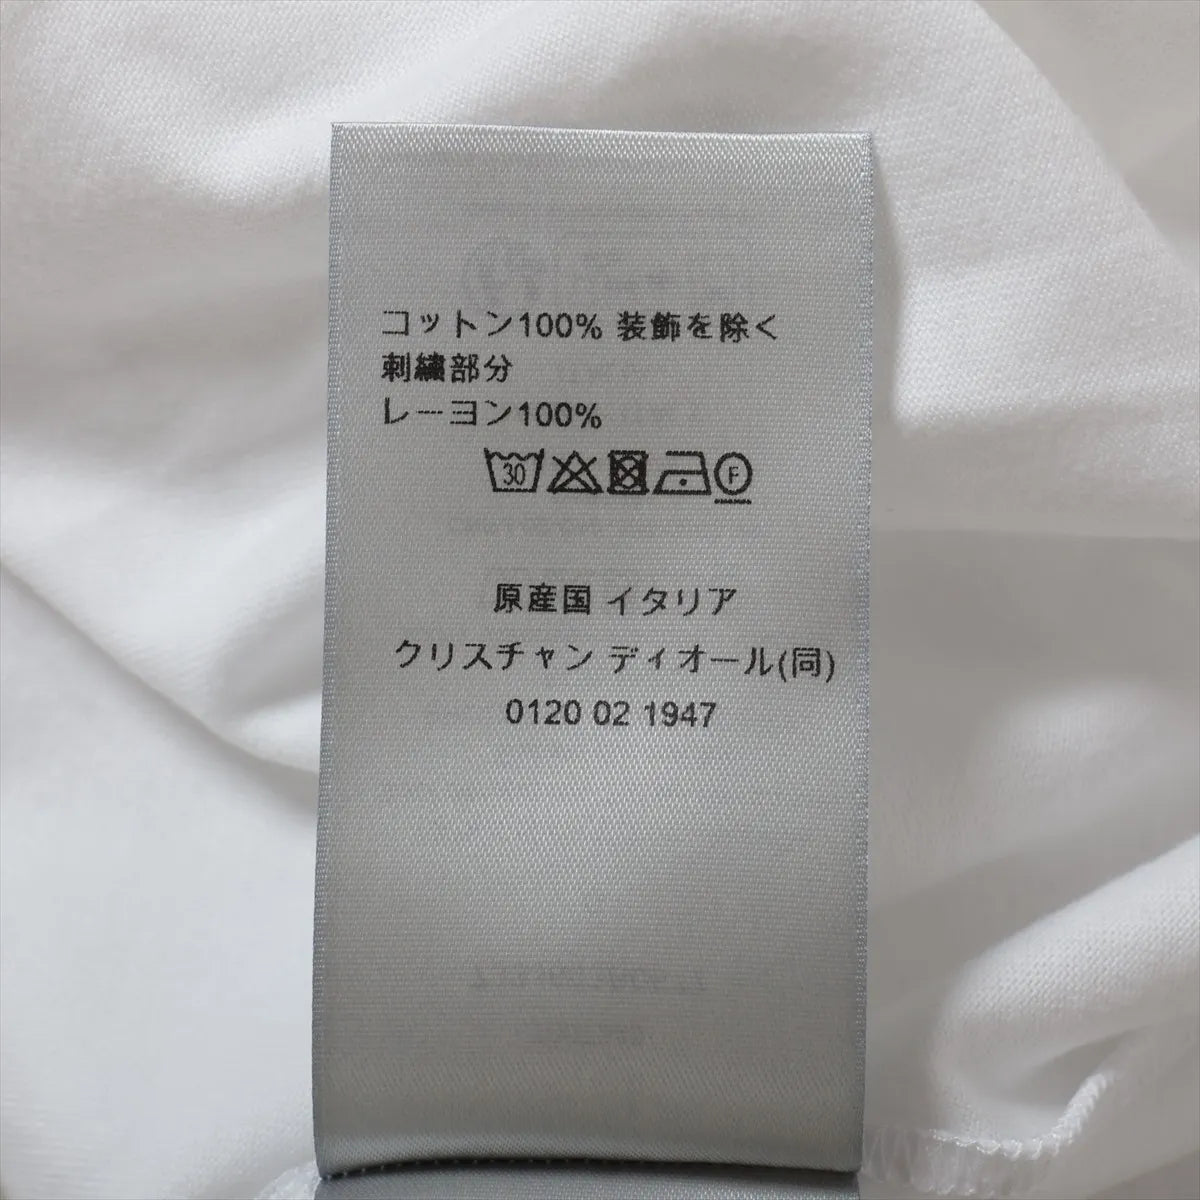 コットン100% 装飾を除く
刺繍部分
レーヨン100%
30 F
原産国 イタリア
クリスチャン ディオール(同)
0120 02 1947